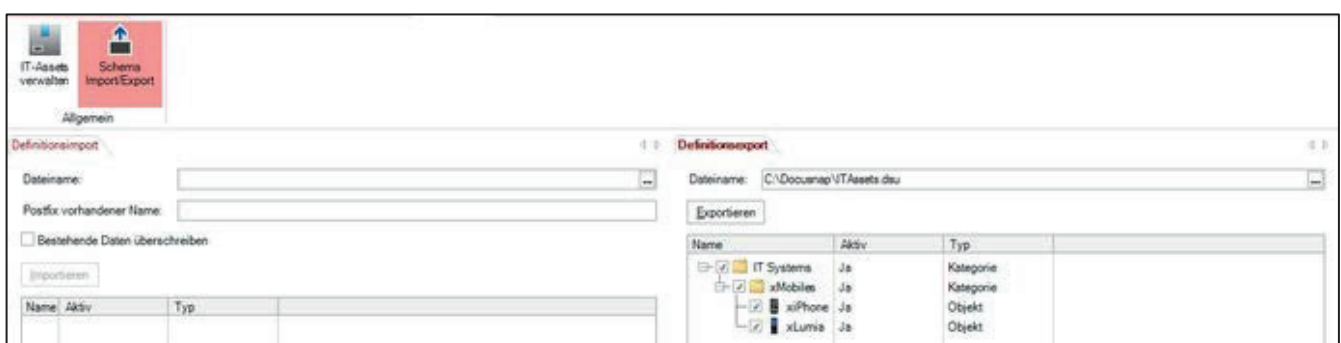 IT-Assets verwalten
Schema Import/Export
Allgemein
Definitionsimport
Dateiname:
...
Postfix vorhandener Name:
Bestehende Daten überschreiben
Importieren
Name Aktiv Typ
Definitionsexport
Dateiname: C:\Docusnap\ITAssets.dsu ...
Exportieren
Name Aktiv Typ
IT Systems Ja Kategorie
xMobiles Ja Kategorie
xiPhone Ja Objekt
xLumia Ja Objekt